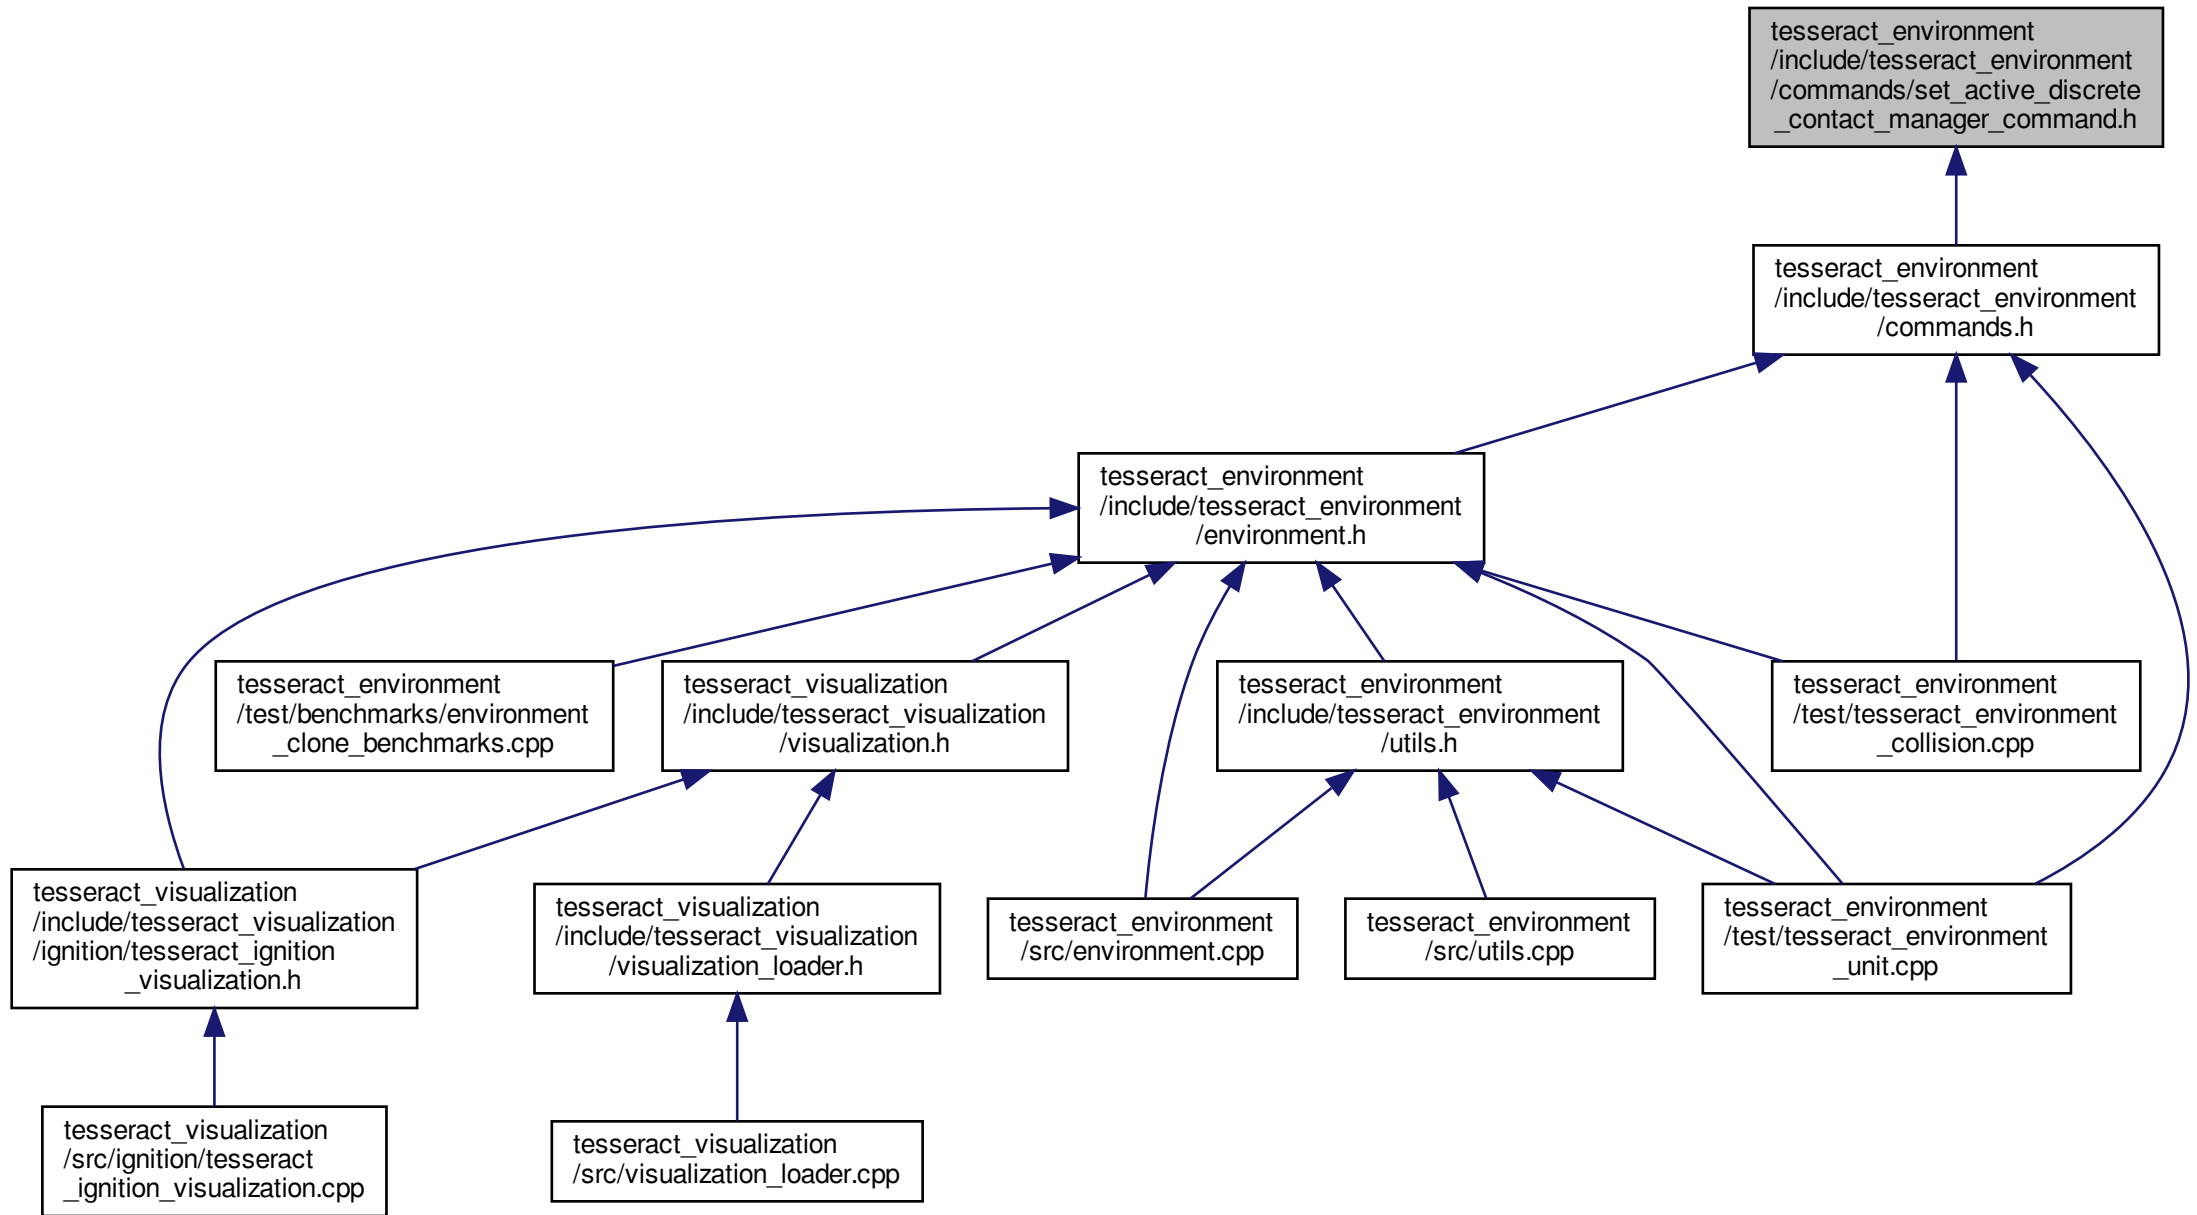 tesseract_environment
/include/tesseract_environment
/commands/set_active_discrete
_contact_manager_command.h
tesseract_environment
/include/tesseract_environment
/commands.h
tesseract_environment
/include/tesseract_environment
/environment.h
tesseract_environment
/test/benchmarks/environment
_clone_benchmarks.cpp
tesseract_visualization
/include/tesseract_visualization
/visualization.h
tesseract_environment
/include/tesseract_environment
/utils.h
tesseract_environment
/test/tesseract_environment
_collision.cpp
tesseract_visualization
/include/tesseract_visualization
/ignition/tesseract_ignition
_visualization.h
tesseract_visualization
/include/tesseract_visualization
/visualization_loader.h
tesseract_environment
/src/environment.cpp
tesseract_environment
/src/utils.cpp
tesseract_environment
/test/tesseract_environment
_unit.cpp
tesseract_visualization
/src/ignition/tesseract
_ignition_visualization.cpp
tesseract_visualization
/src/visualization_loader.cpp